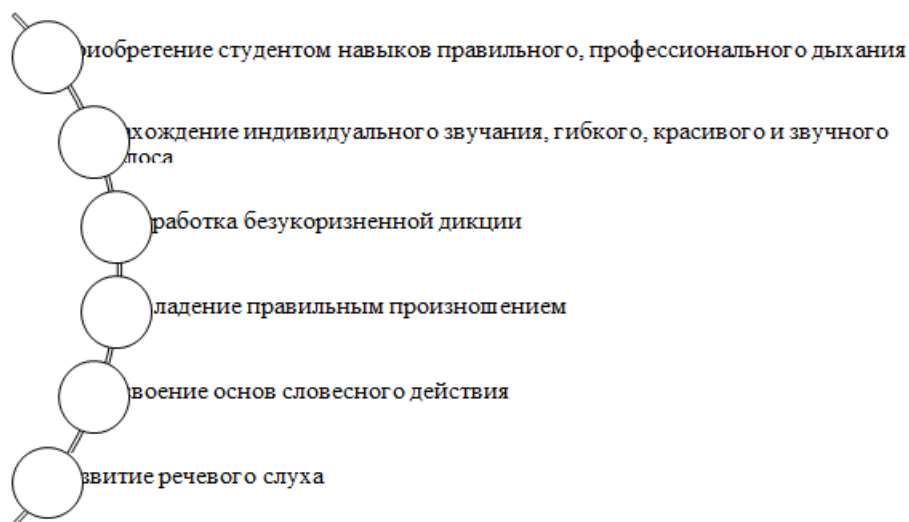 риобретение студентом навыков правильного, профессионального дыхания
хождение индивидуального звучания, гибкого, красивого и звучного
лоса
работка безукоризненной дикции
ладение правильным произношением
своение основ словесного действия
звитие речевого слуха